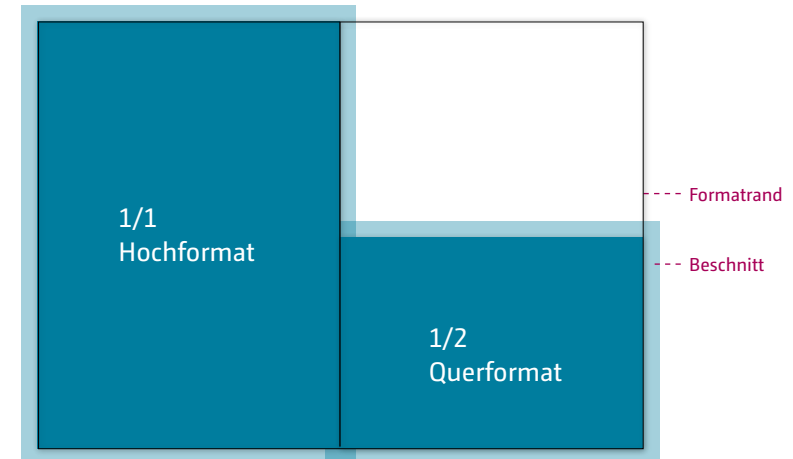 1/1
Hochformat
Formatrand
Beschnitt
1/2
Querformat